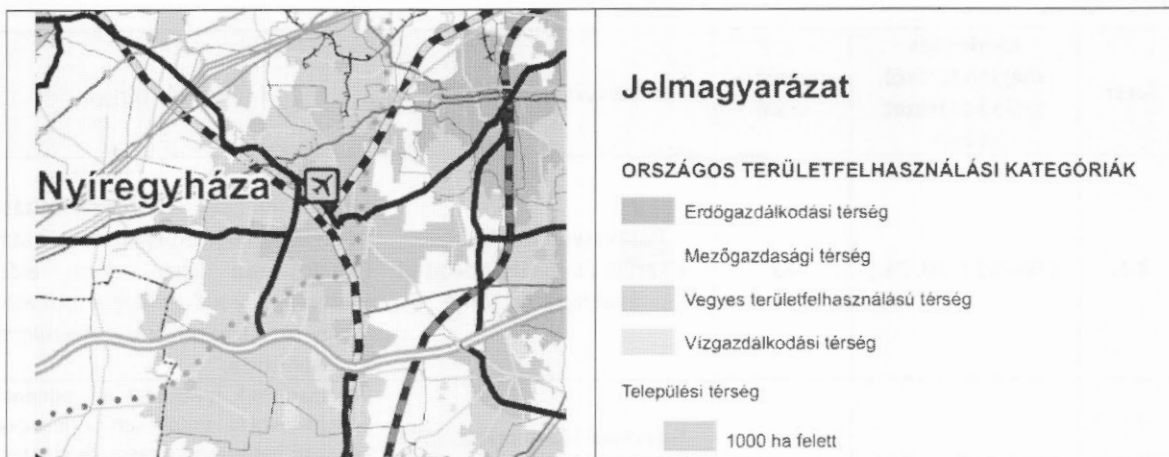 Nyíregyháza
Jelmagyarázat
ORSZÁGOS TERÜLETFELHASZNÁLÁSI KATEGÓRIÁK
Erdőgazdálkodási térség
Mezőgazdasági térség
Vegyes területfelhasználású térség
Vízgazdálkodási térség
Települési térség
1000 ha felett